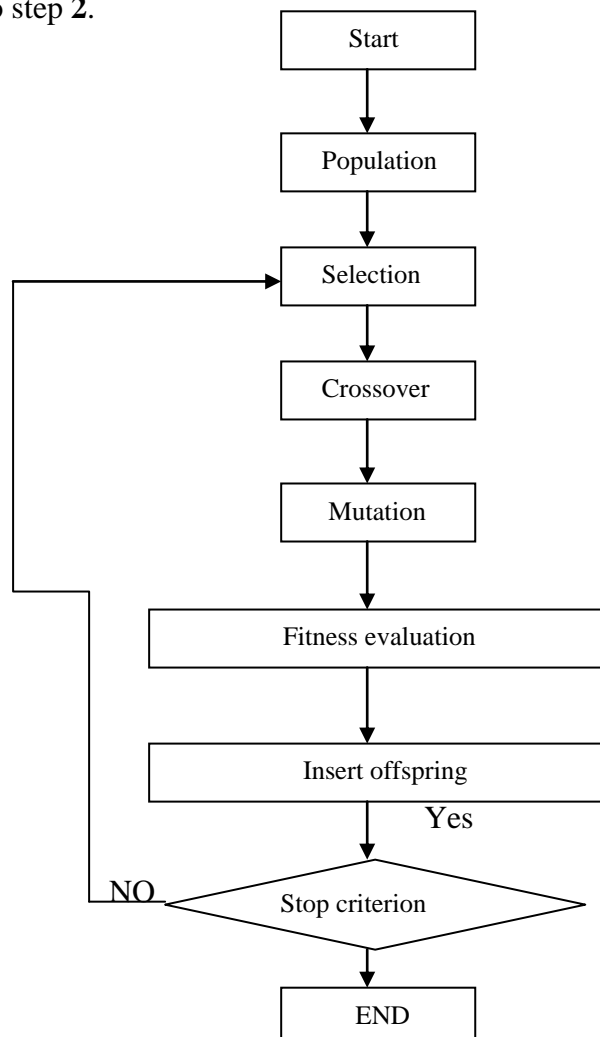 step 2.
Start
Population
Selection
Crossover
Mutation
Fitness evaluation
Insert offspring
Yes
NO
Stop criterion
END